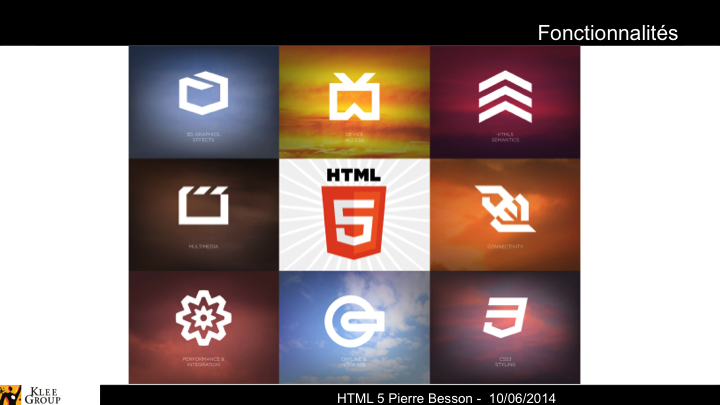 Fonctionnalités
3D, GRAPHICS
EFFECTS
DEVICE
ACCESS
HTML5
SEMANTICS
MULTIMEDIA
HTML
5
CONNECTIVITY
PERFORMANCE &
INTEGRATION
OFFLINE &
STORAGE
CSS3
STYLING
KLEE
GROUP
HTML 5 Pierre Besson - 10/06/2014